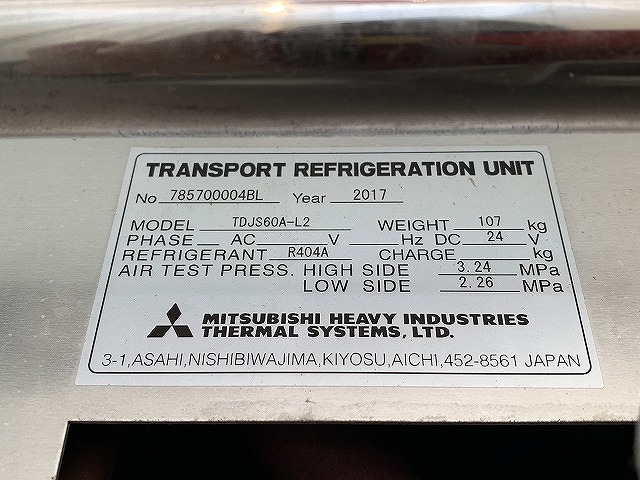 TRANSPORT REFRIGERATION UNIT
No 785700004BL Year 2017
MODEL TDJS60A-L2 WEIGHT 107 kg
PHASE AC V Hz DC 24 V
REFRIGERANT R404A CHARGE kg
AIR TEST PRESS. HIGH SIDE 3.24 MPa
LOW SIDE 2.26 MPa
MITSUBISHI HEAVY INDUSTRIES
THERMAL SYSTEMS, LTD.
3-1,ASAHI,NISHIBIWAJIMA,KIYOSU,AICHI,452-8561 JAPAN